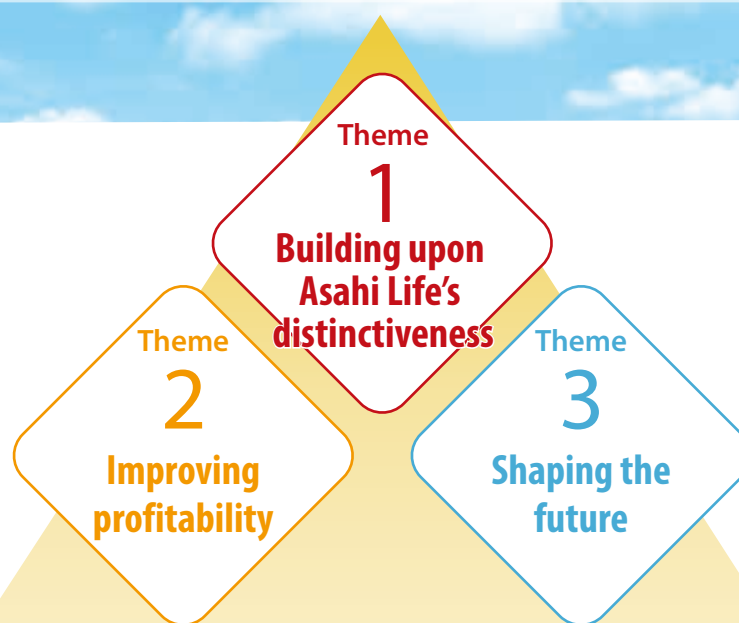 Theme
1
Building upon
Asahi Life’s
distinctiveness
Theme
2
Improving
profitability
Theme
3
Shaping the
future